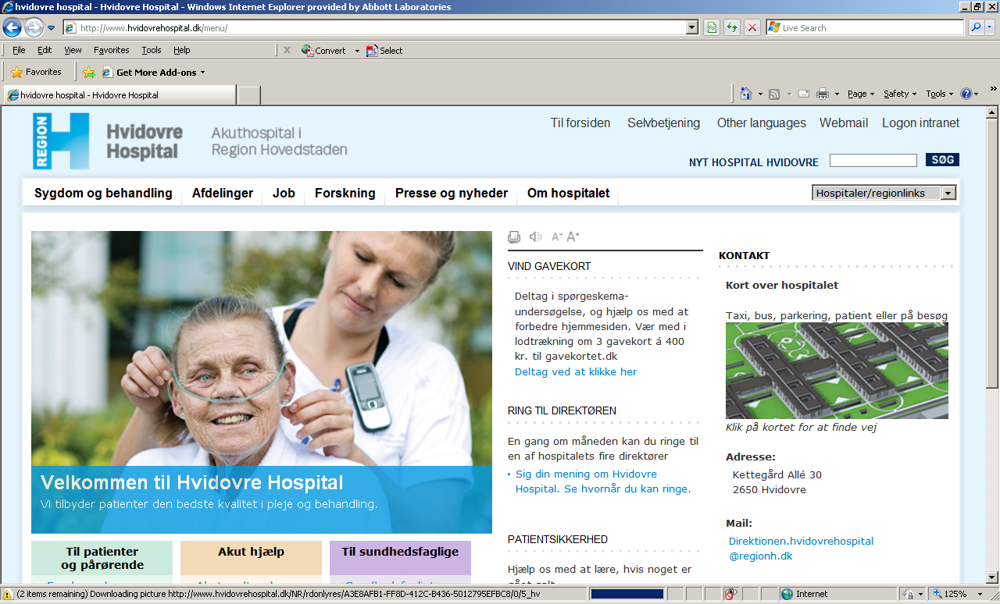 hvidovre hospital - Hvidovre Hospital - Windows Internet Explorer provided by Abbott Laboratories
http://www.hvidovrehospital.dk/menu/
Live Search
File Edit View Favorites Tools Help
Convert Select
Favorites Get More Add-ons
hvidovre hospital - Hvidovre Hospital
Page Safety Tools
REGION H
Hvidovre
Hospital
Akuthospital i
Region Hovedstaden
Til forsiden Selvbetjening Other languages Webmail Logon intranet
NYT HOSPITAL HVIDOVRE SØG
Sygdom og behandling Afdelinger Job Forskning Presse og nyheder Om hospitalet
Hospitaler/regionlinks
Velkommen til Hvidovre Hospital
Vi tilbyder patienter den bedste kvalitet i pleje og behandling.
Til patienter
og pårørende
Akut hjælp
Til sundhedsfaglige
A- A+
VIND GAVEKORT
Deltag i spørgeskema-
undersøgelse, og hjælp os med at
forbedre hjemmesiden. Vær med i
lodtrækning om 3 gavekort á 400
kr. til gavekortet.dk
Deltag ved at klikke her
RING TIL DIREKTØREN
En gang om måneden kan du ringe til
en af hospitalets fire direktører
Sig din mening om Hvidovre
Hospital. Se hvornår du kan ringe.
PATIENTSIKKERHED
Hjælp os med at lære, hvis noget er
KONTAKT
Kort over hospitalet
Taxi, bus, parkering, patient eller på besøg
Klik på kortet for at finde vej
Adresse:
Kettegård Allé 30
2650 Hvidovre
Mail:
Direktionen.hvidovrehospital
@regionh.dk
(2 items remaining) Downloading picture http://www.hvidovrehospital.dk/NR/rdonlyres/A3E8AFB1-FF8D-412C-B436-5012795EFBC8/0/5_hv
Internet
125%